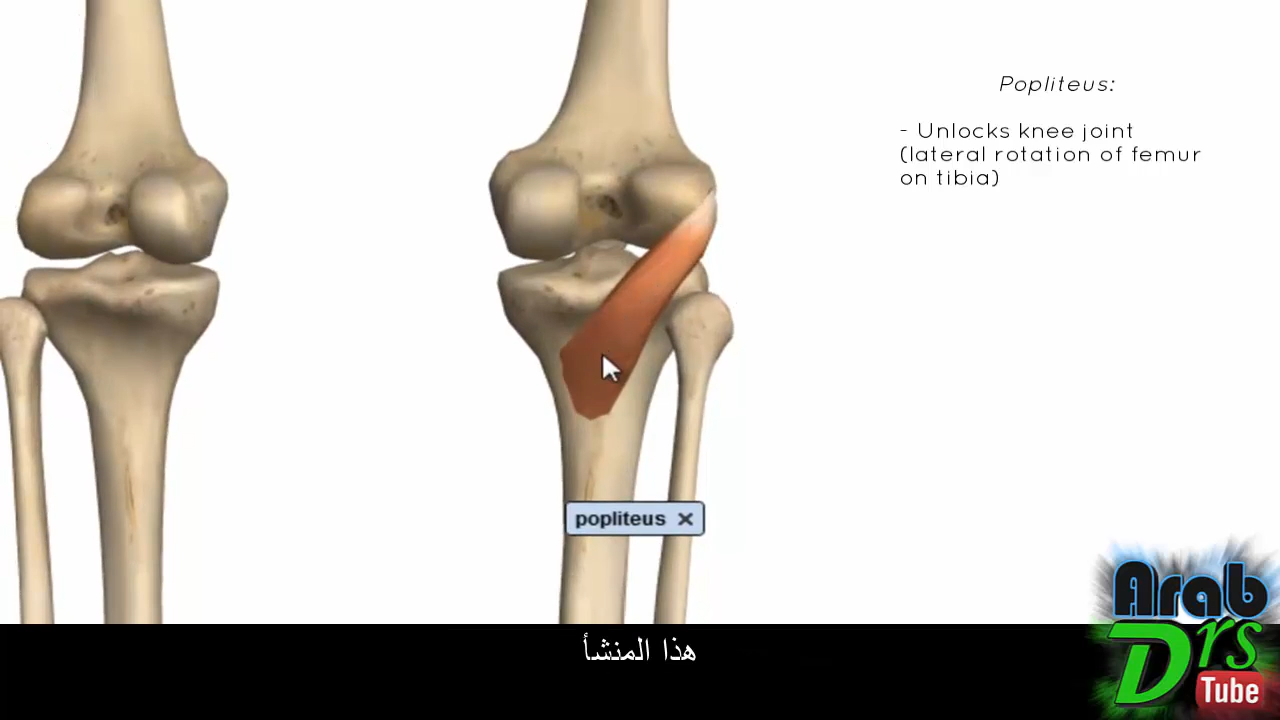 Popliteus:
- Unlocks knee joint
(lateral rotation of femur
on tibia)
popliteus ×
هذا المنشأ
Arab
Drs
Tube